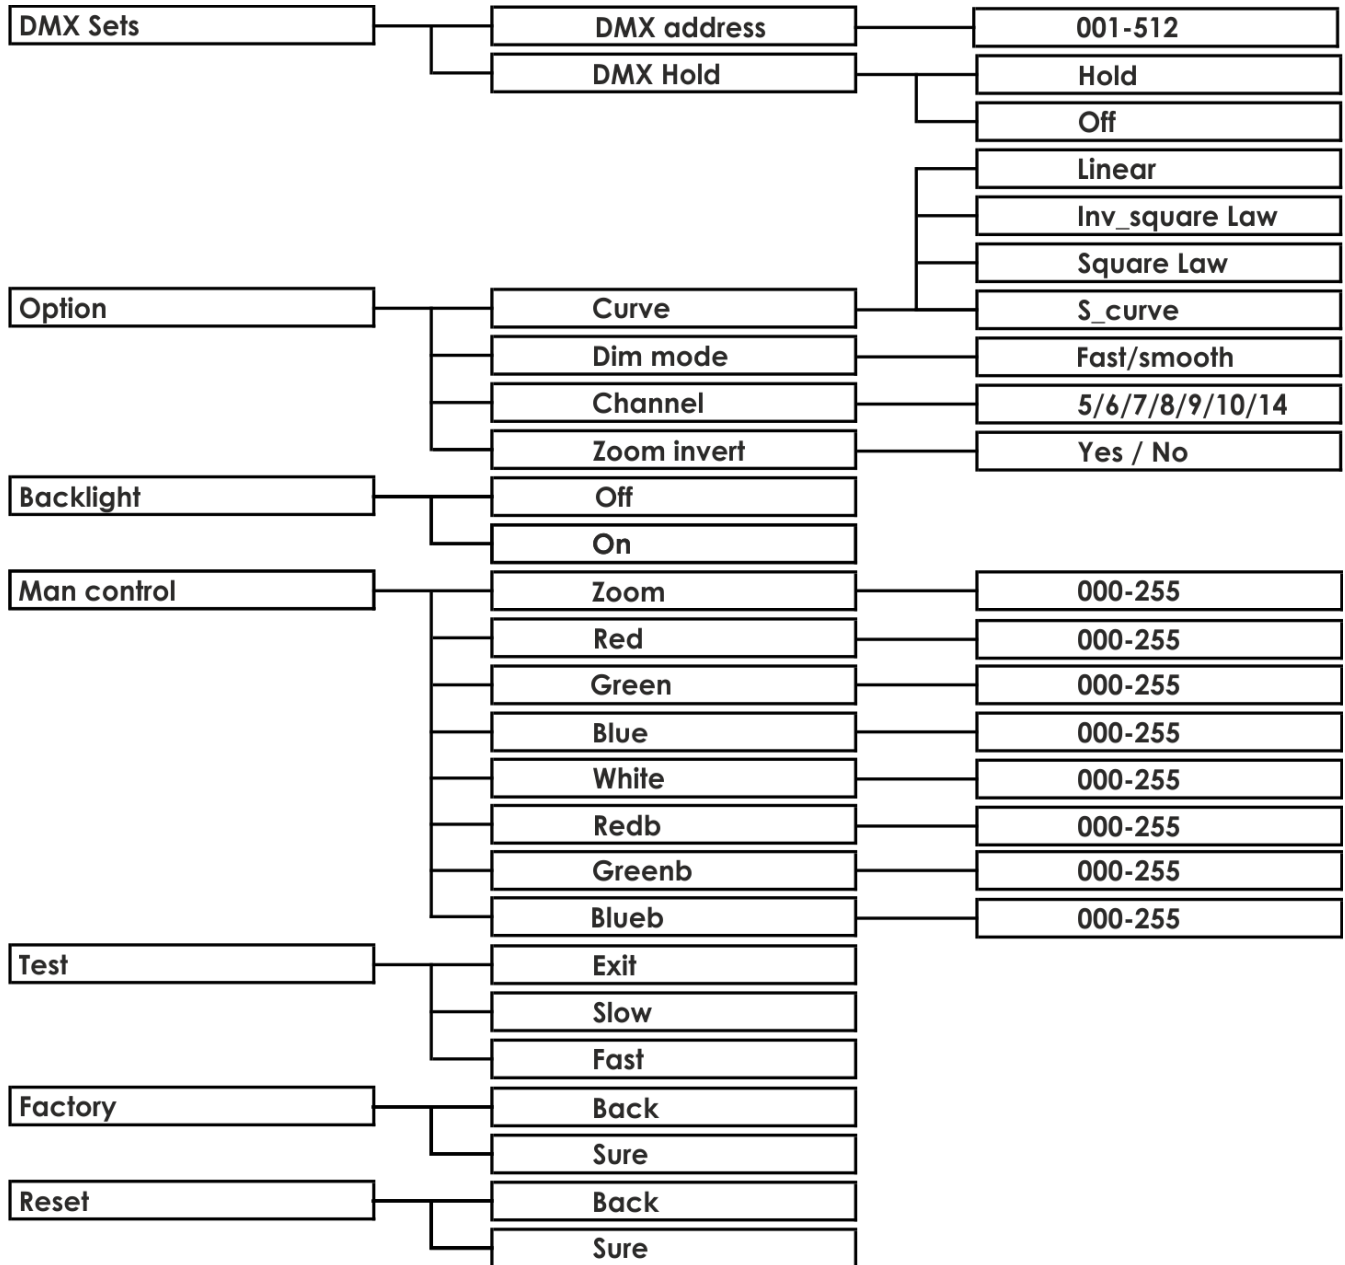 DMX Sets DMX address 001-512
DMX Hold Hold
Off
Linear
Inv_square Law
Square Law
Option Curve S_curve
Dim mode Fast/smooth
Channel 5/6/7/8/9/10/14
Zoom invert Yes / No
Backlight Off
On
Man control Zoom 000-255
Red 000-255
Green 000-255
Blue 000-255
White 000-255
Redb 000-255
Greenb 000-255
Blueb 000-255
Test Exit
Slow
Fast
Factory Back
Sure
Reset Back
Sure